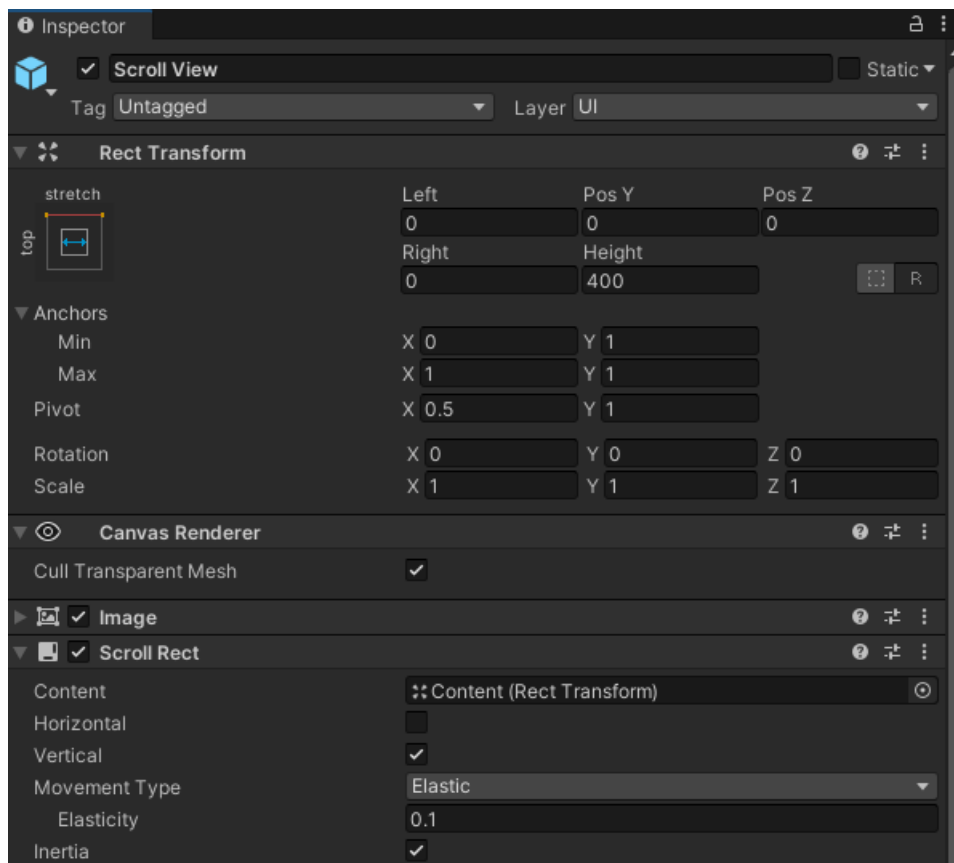 Inspector
Scroll View Static
Tag Untagged Layer UI
Rect Transform
stretch
top
Left Pos Y Pos Z
0 0 0
Right Height
0 400 R
Anchors
Min X 0 Y 1
Max X 1 Y 1
Pivot X 0.5 Y 1
Rotation X 0 Y 0 Z 0
Scale X 1 Y 1 Z 1
Canvas Renderer
Cull Transparent Mesh
Image
Scroll Rect
Content Content (Rect Transform)
Horizontal
Vertical
Movement Type Elastic
Elasticity 0.1
Inertia